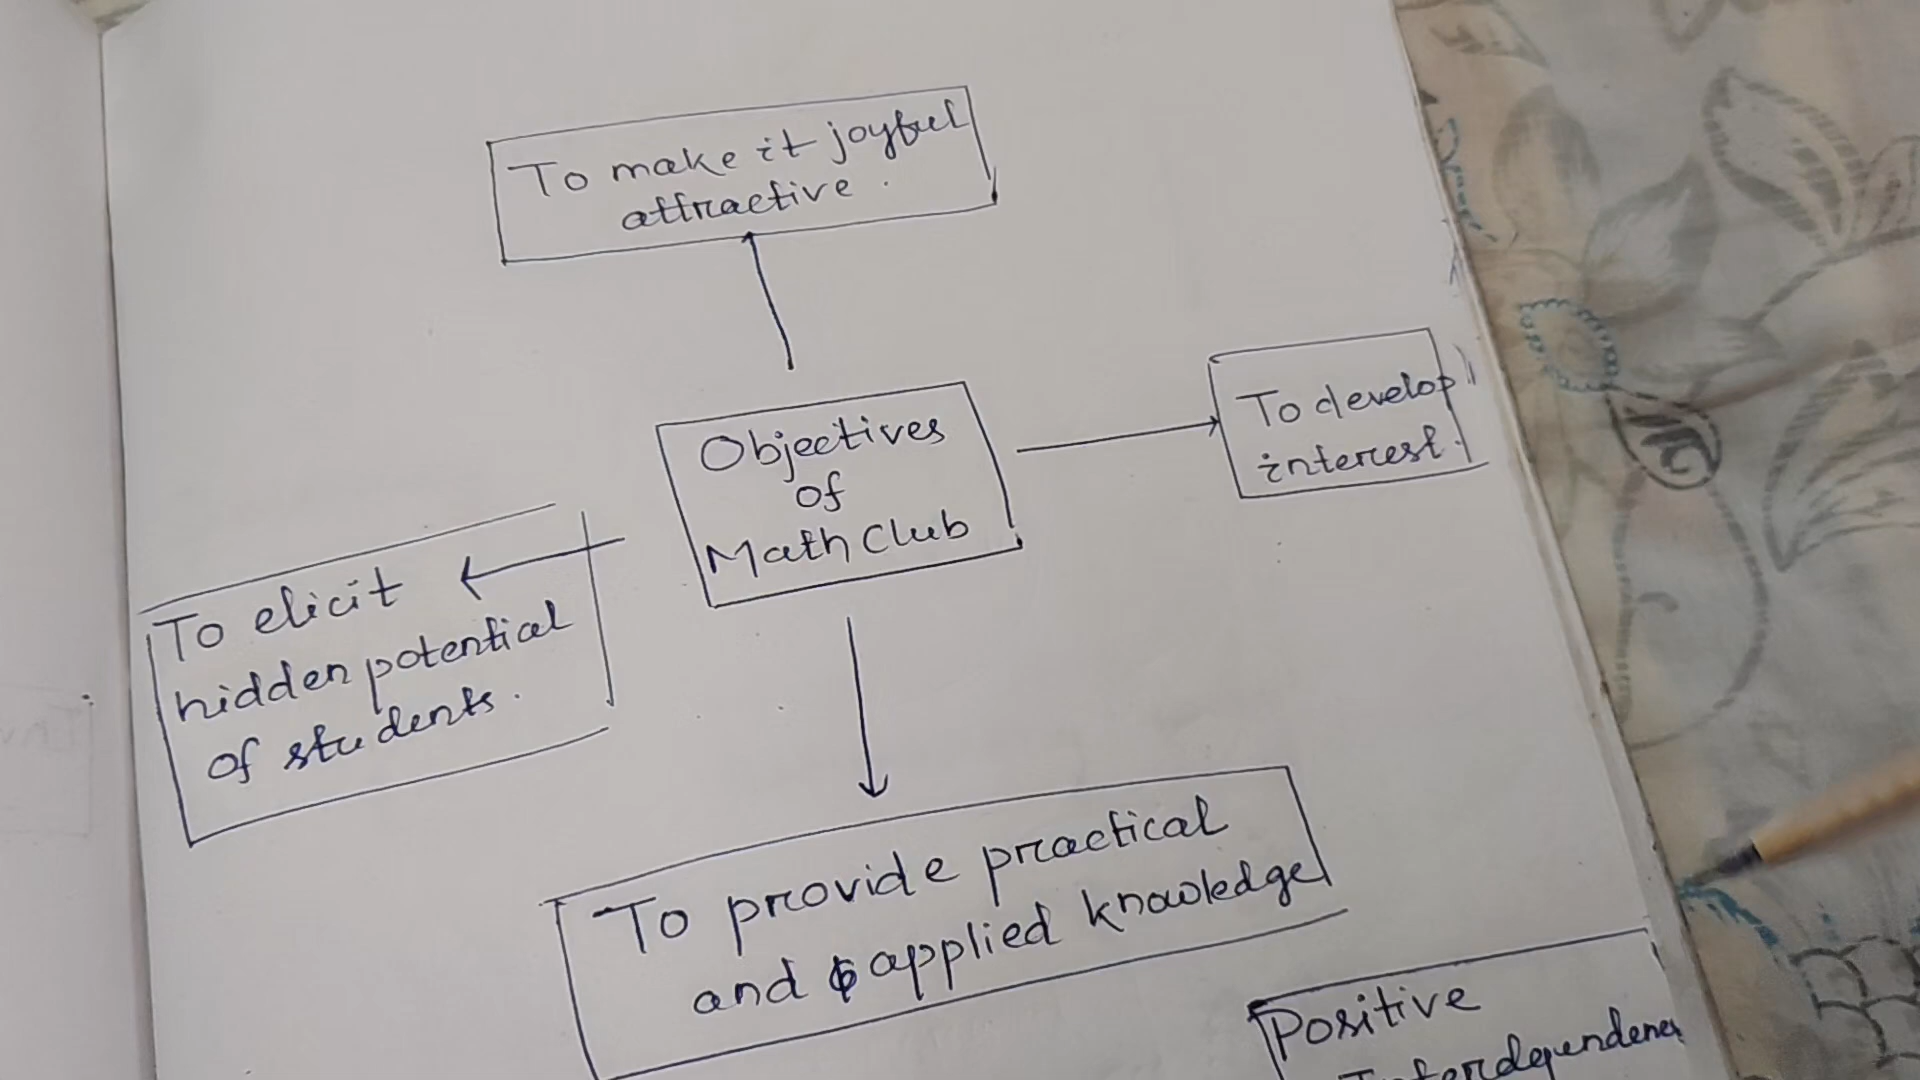 To make it joyful
attractive.
Objectives
of
Math Club
To develop
interest.
To elicit
hidden potential
of students.
To provide practical
and applied knowledge
Positive
Interdependence